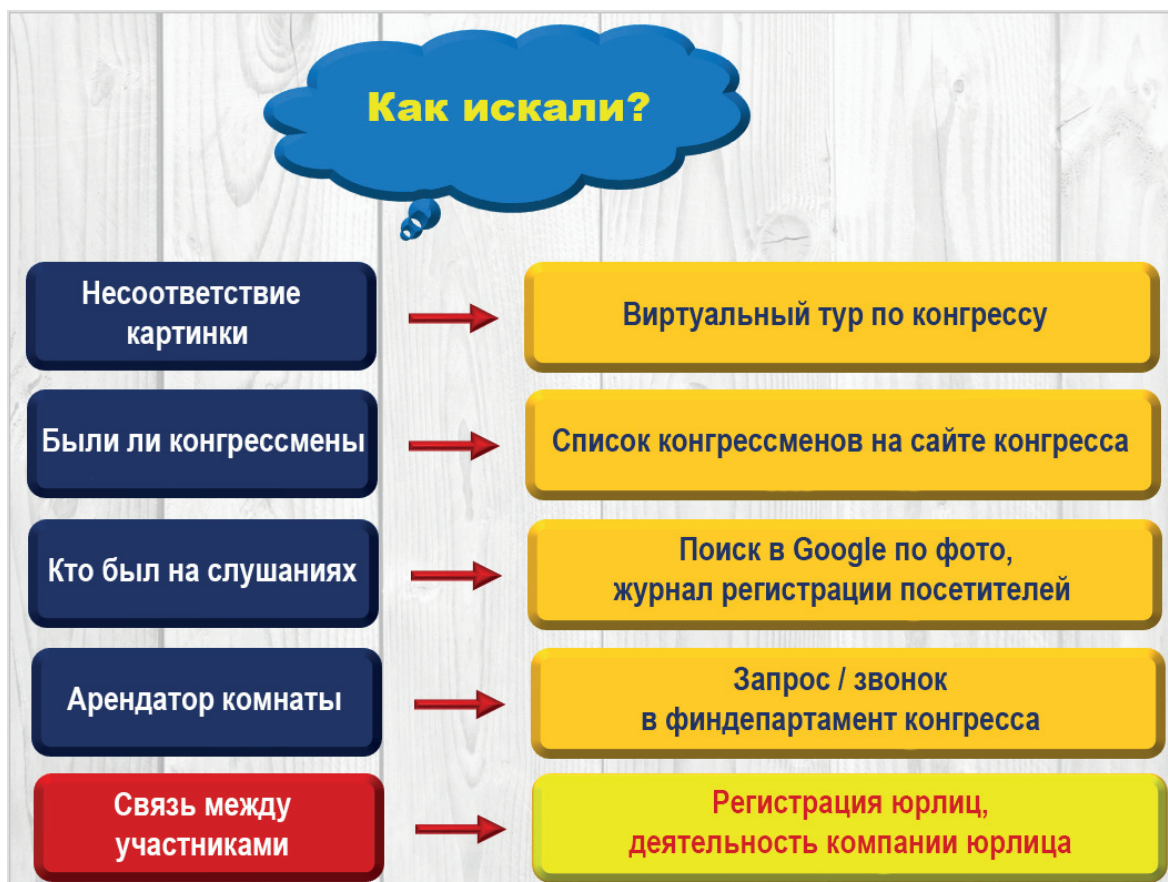 Как искали?
Несоответствие
картинки
Виртуальный тур по конгрессу
Были ли конгрессмены
Список конгрессменов на сайте конгресса
Кто был на слушаниях
Поиск в Google по фото,
журнал регистрации посетителей
Арендатор комнаты
Запрос / звонок
в финдепартамент конгресса
Связь между
участниками
Регистрация юрлиц,
деятельность компании юрлица